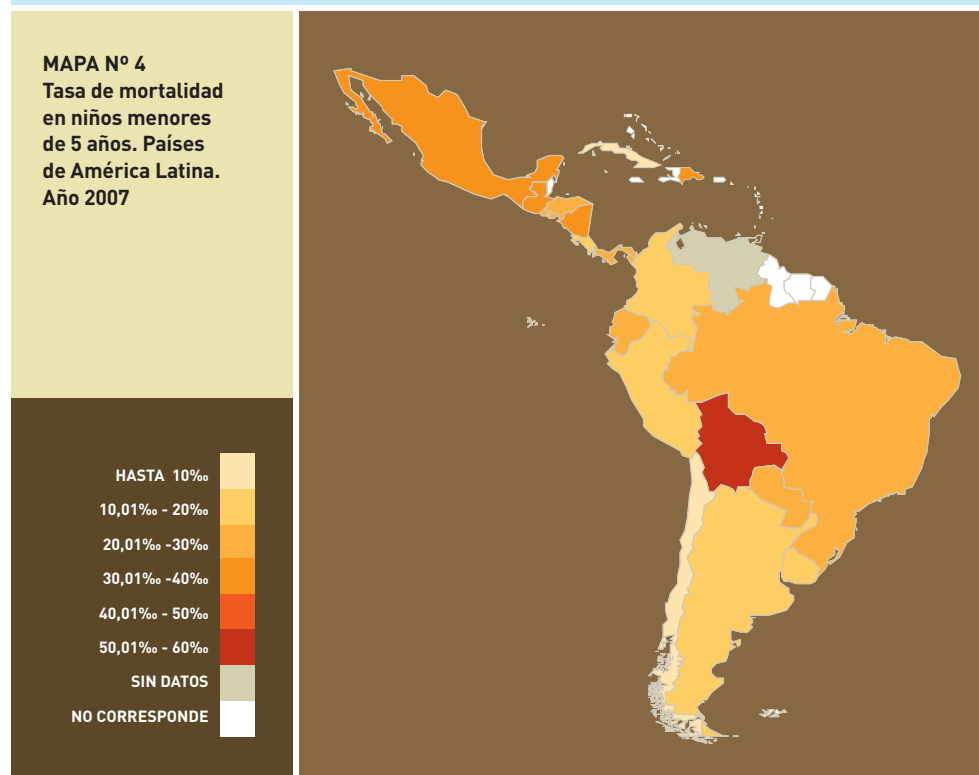 MAPA Nº 4
Tasa de mortalidad
en niños menores
de 5 años. Países
de América Latina.
Año 2007
HASTA 10‰
10,01‰ - 20‰
20,01‰ -30‰
30,01‰ -40‰
40,01‰ - 50‰
50,01‰ - 60‰
SIN DATOS
NO CORRESPONDE